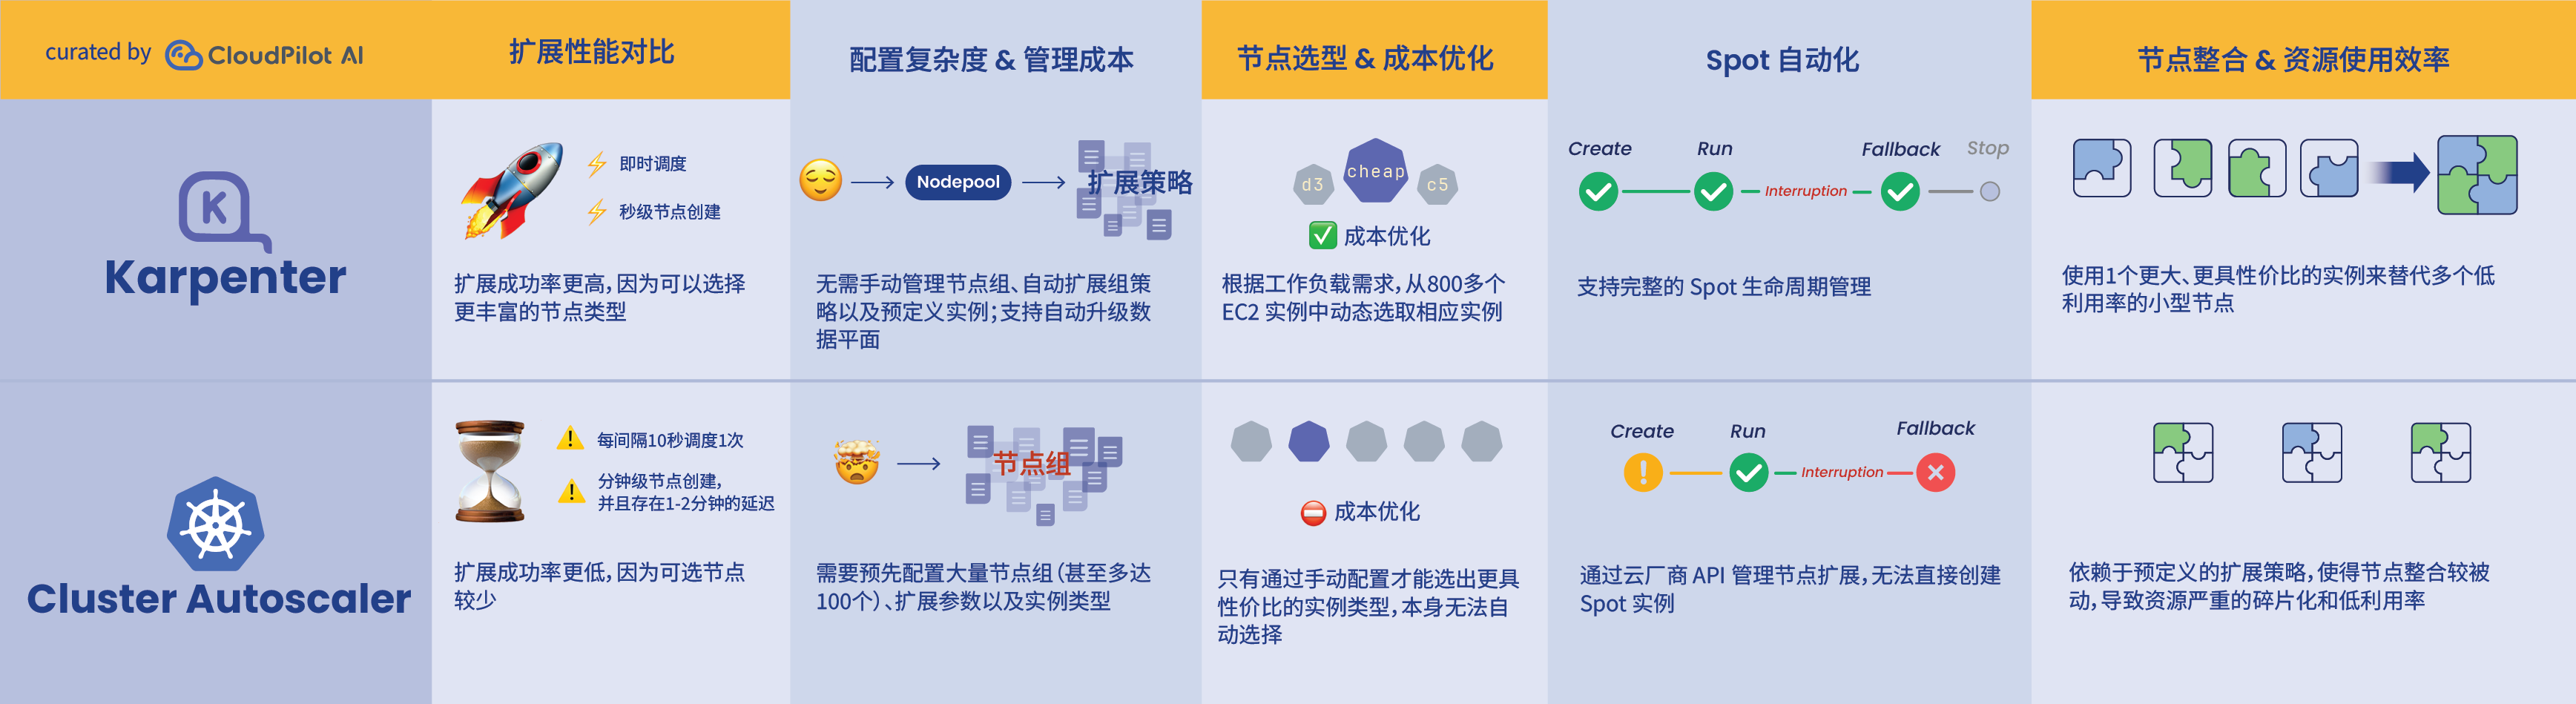 curated by CloudPilot AI
扩展性能对比
配置复杂度 & 管理成本
节点选型 & 成本优化
Spot 自动化
节点整合 & 资源使用效率
K
Karpenter
即时调度
秒级节点创建
扩展成功率更高，因为可以选择
更丰富的节点类型
Nodepool
扩展策略
无需手动管理节点组、自动扩展组策
略以及预定义实例；支持自动升级数
据平面
d3
cheap
c5
成本优化
根据工作负载需求，从800多个
EC2 实例中动态选取相应实例
Create
Run
Interruption
Fallback
Stop
支持完整的 Spot 生命周期管理
使用1个更大、更具性价比的实例来替代多个低
利用率的小型节点
Cluster Autoscaler
每间隔10秒调度1次
分钟级节点创建，
并且存在1-2分钟的延迟
扩展成功率更低，因为可选节点
较少
节点组
需要预先配置大量节点组（甚至多达
100个）、扩展参数以及实例类型
成本优化
只有通过手动配置才能选出更具
性价比的实例类型，本身无法自
动选择
Create
Run
Interruption
Fallback
通过云厂商 API 管理节点扩展，无法直接创建
Spot 实例
依赖于预定义的扩展策略，使得节点整合较被
动，导致资源严重的碎片化和低利用率